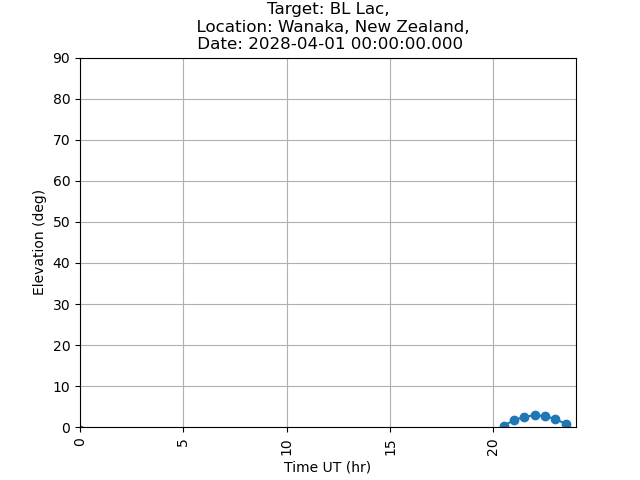 Target: BL Lac,
Location: Wanaka, New Zealand,
Date: 2028-04-01 00:00:00.000
90
80
70
60
50
40
30
20
10
0
Elevation (deg)
0 5 10 15 20
Time UT (hr)